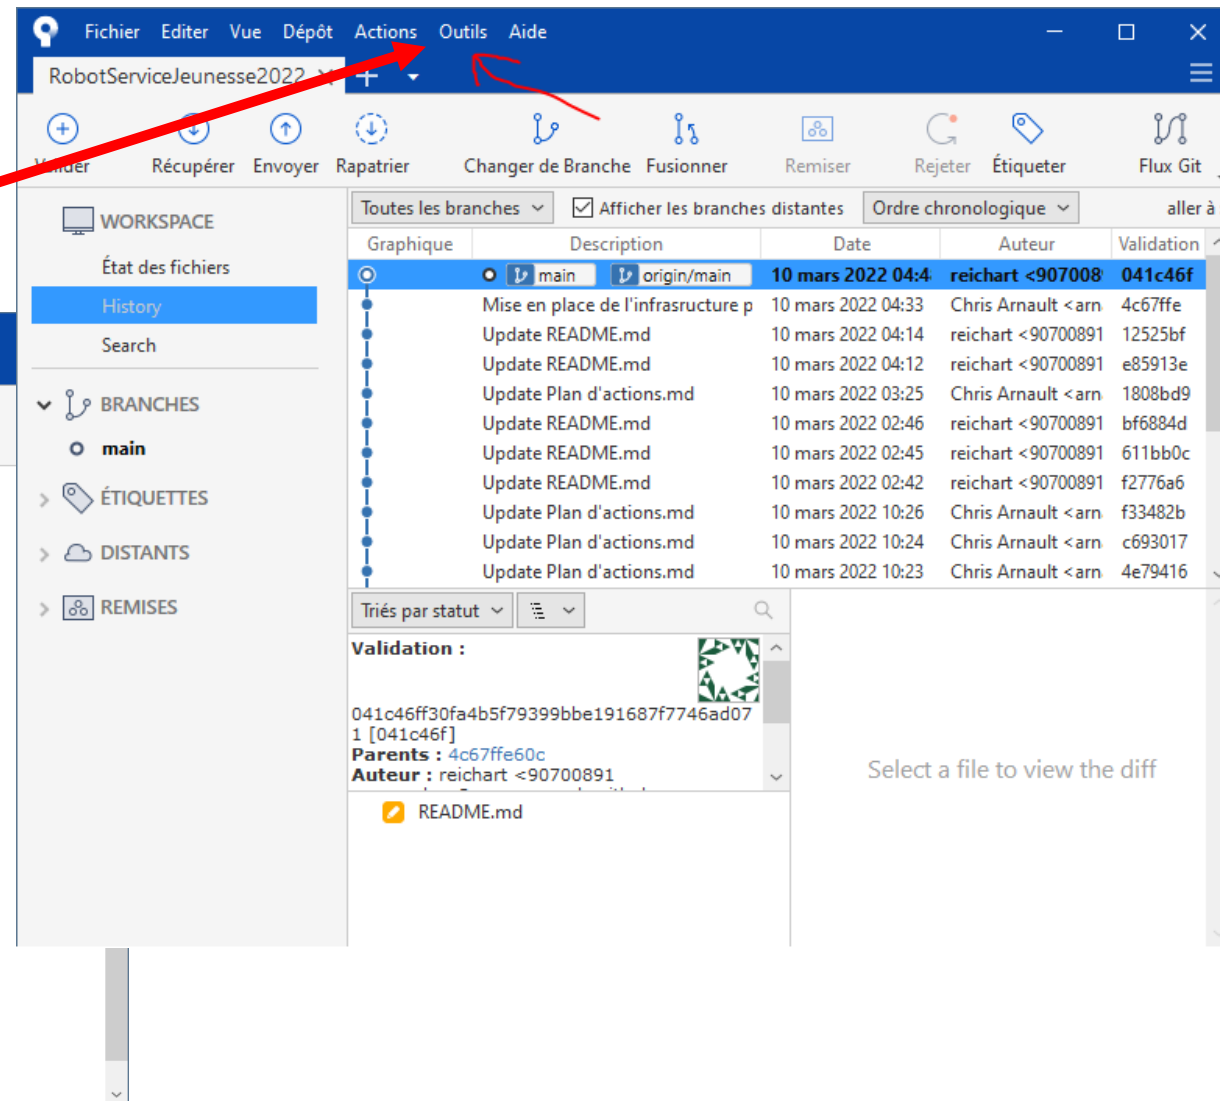 Fichier Editer Vue Dépôt Actions Outils Aide
RobotServiceJeunesse2022
Valider Récupérer Envoyer Rapatrier Changer de Branche Fusionner Remiser Rejeter Étiqueter Flux Git
WORKSPACE
État des fichiers
History
Search
BRANCHES
main
ÉTIQUETTES
DISTANTS
REMISES
Toutes les branches Afficher les branches distantes Ordre chronologique aller à
Graphique Description Date Auteur Validation
main origin/main 10 mars 2022 04:4 reichart <907008 041c46f
Mise en place de l'infrasructure p 10 mars 2022 04:33 Chris Arnault <arn 4c67ffe
Update README.md 10 mars 2022 04:14 reichart <90700891 12525bf
Update README.md 10 mars 2022 04:12 reichart <90700891 e85913e
Update Plan d'actions.md 10 mars 2022 03:25 Chris Arnault <arn 1808bd9
Update README.md 10 mars 2022 02:46 reichart <90700891 bf6884d
Update README.md 10 mars 2022 02:45 reichart <90700891 611bb0c
Update README.md 10 mars 2022 02:42 reichart <90700891 f2776a6
Update Plan d'actions.md 10 mars 2022 10:26 Chris Arnault <arn f33482b
Update Plan d'actions.md 10 mars 2022 10:24 Chris Arnault <arn c693017
Update Plan d'actions.md 10 mars 2022 10:23 Chris Arnault <arn 4e79416
Triés par statut
Validation :
041c46ff30fa4b5f79399bbe191687f7746ad07
1 [041c46f]
Parents : 4c67ffe60c
Auteur : reichart <90700891
README.md
Select a file to view the diff